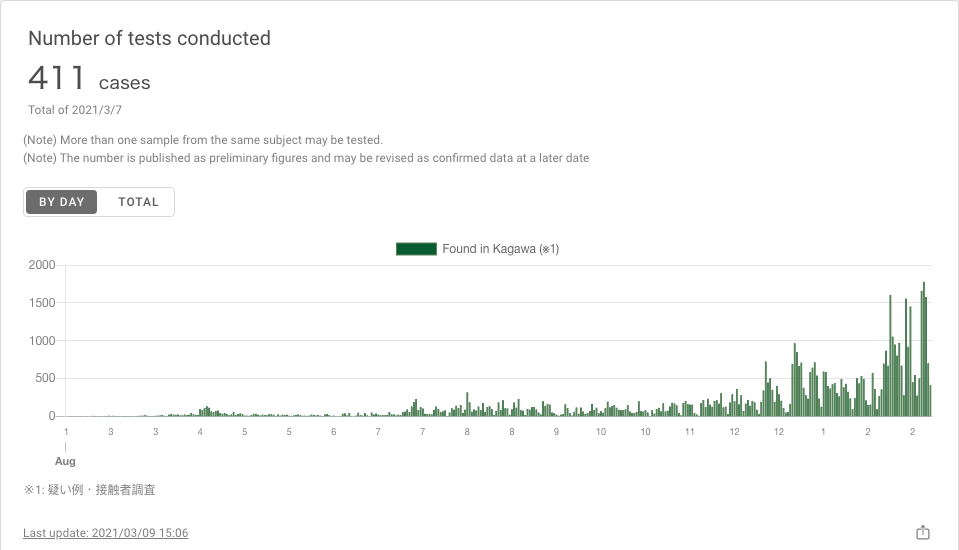 Number of tests conducted
411 cases
Total of 2021/3/7
(Note) More than one sample from the same subject may be tested.
(Note) The number is published as preliminary figures and may be revised as confirmed data at a later date
BY DAY TOTAL
Found in Kagawa (※1)
2000
1500
1000
500
0
1 3 3 4 5 5 6 7 7 8 8 9 10 10 11 12 12 1 2 2
Aug
※1: 疑い例・接触者調査
Last update: 2021/03/09 15:06